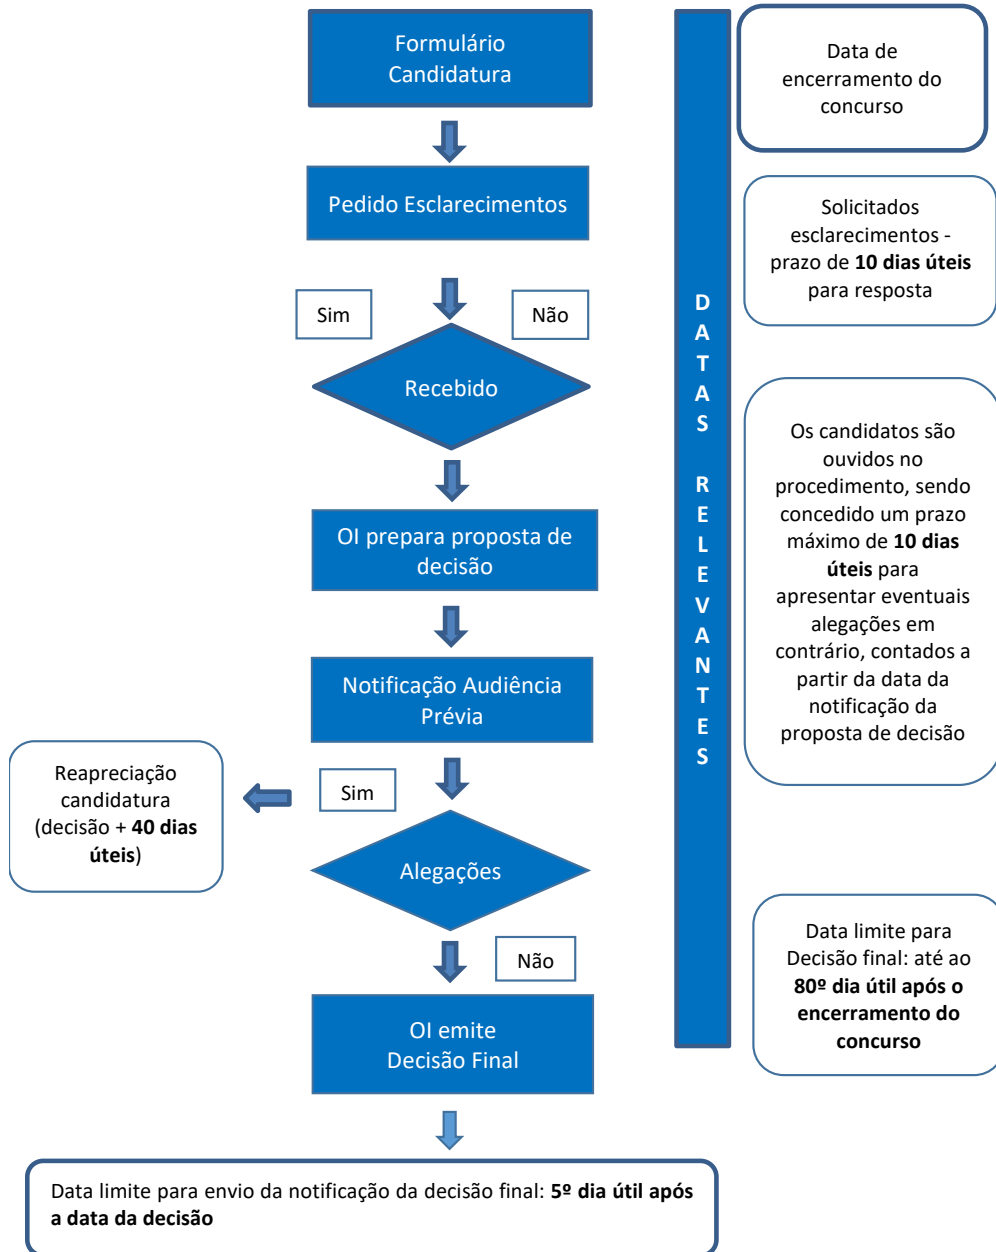 Formulário
Candidatura
Data de
encerramento do
concurso
Pedido Esclarecimentos
Solicitados
esclarecimentos -
prazo de 10 dias úteis
para resposta
Sim
Não
Recebido
DATAS RELEVANTES
OI prepara proposta de
decisão
Os candidatos são
ouvidos no
procedimento, sendo
concedido um prazo
máximo de 10 dias
úteis para
apresentar eventuais
alegações em
contrário, contados a
partir da data da
notificação da
proposta de decisão
Notificação Audiência
Prévia
Reapreciação
candidatura
(decisão + 40 dias
úteis)
Sim
Alegações
Não
Data limite para
Decisão final: até ao
80º dia útil após o
encerramento do
concurso
OI emite
Decisão Final
Data limite para envio da notificação da decisão final: 5º dia útil após
a data da decisão